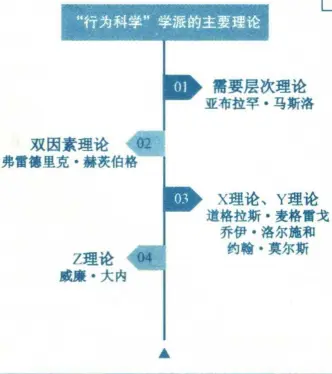 “行为科学”学派的主要理论
01
需要层次理论
亚布拉罕·马斯洛
双因素理论
02
弗雷德里克·赫茨伯格
03
X理论、Y理论
道格拉斯·麦格雷戈
乔伊·洛尔施和
约翰·莫尔斯
Z理论
04
威廉·大内